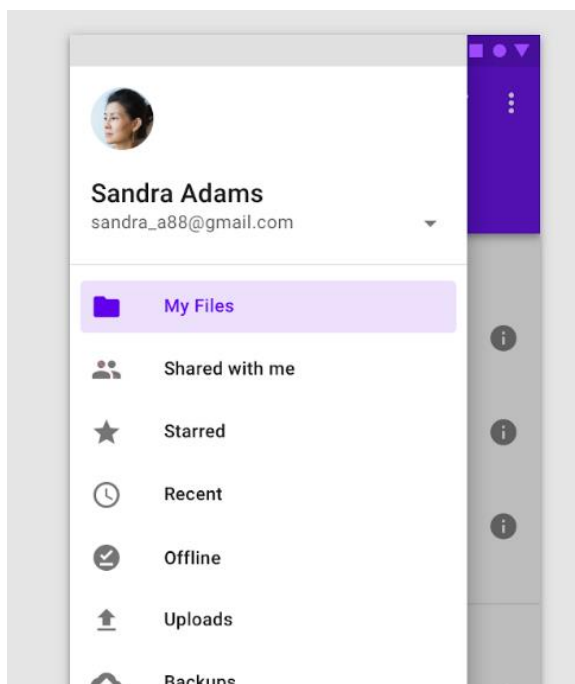 Sandra Adams
sandra_a88@gmail.com
My Files
Shared with me
Starred
Recent
Offline
Uploads
Backups